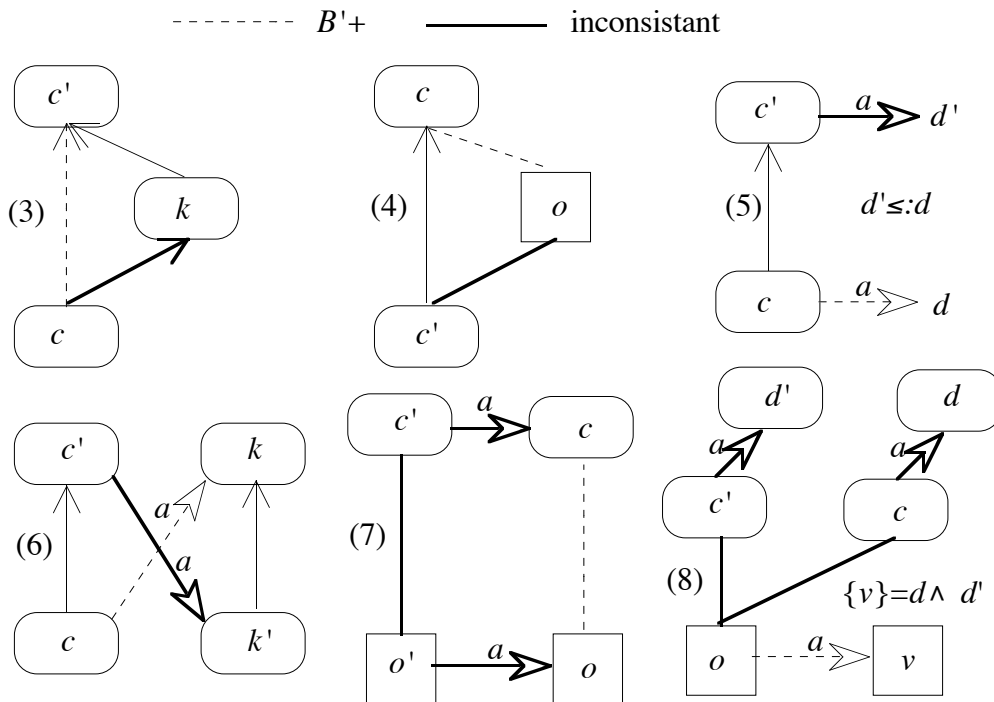 B'+ inconsistant
c'
(3)
k
c
c
(4)
o
c'
c' a d'
(5)
d'≤:d
c a d
c' k
(6)
a
a
c k'
c' a c
(7)
o' a o
d' d
a a
c' c
(8)
{v}=d ∧ d'
o a v